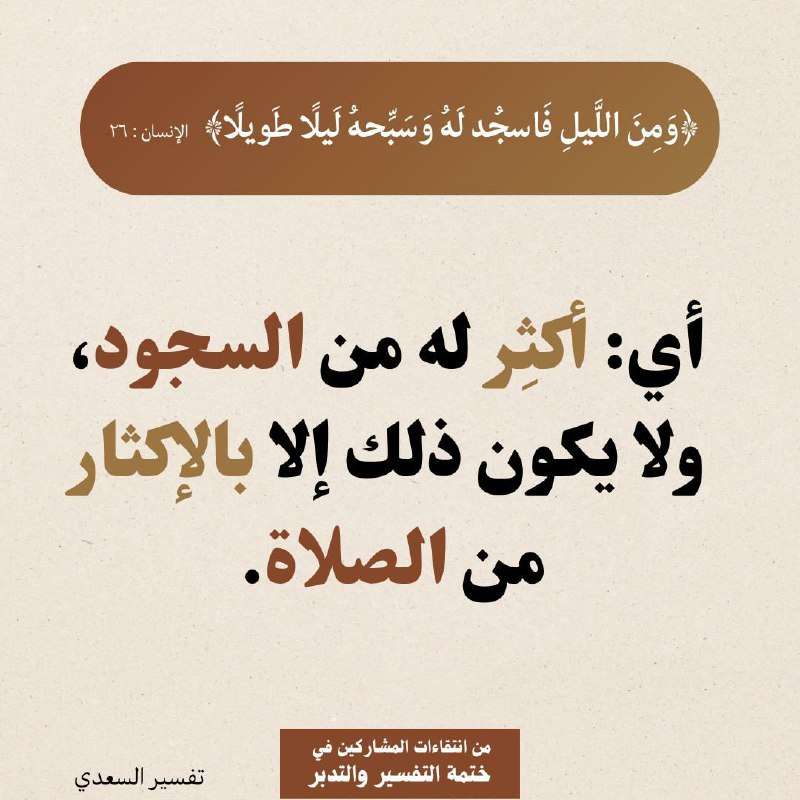 ﴿وَمِنَ اللَّيلِ فَاسجُد لَهُ وَسَبِّحهُ لَيلًا طَويلًا﴾ الإنسان : ٢٦
أي: أكثِر له من السجود،
ولا يكون ذلك إلا بالإكثار
من الصلاة.
من انتقاءات المشاركين في
ختمة التفسير والتدبر
تفسير السعدي